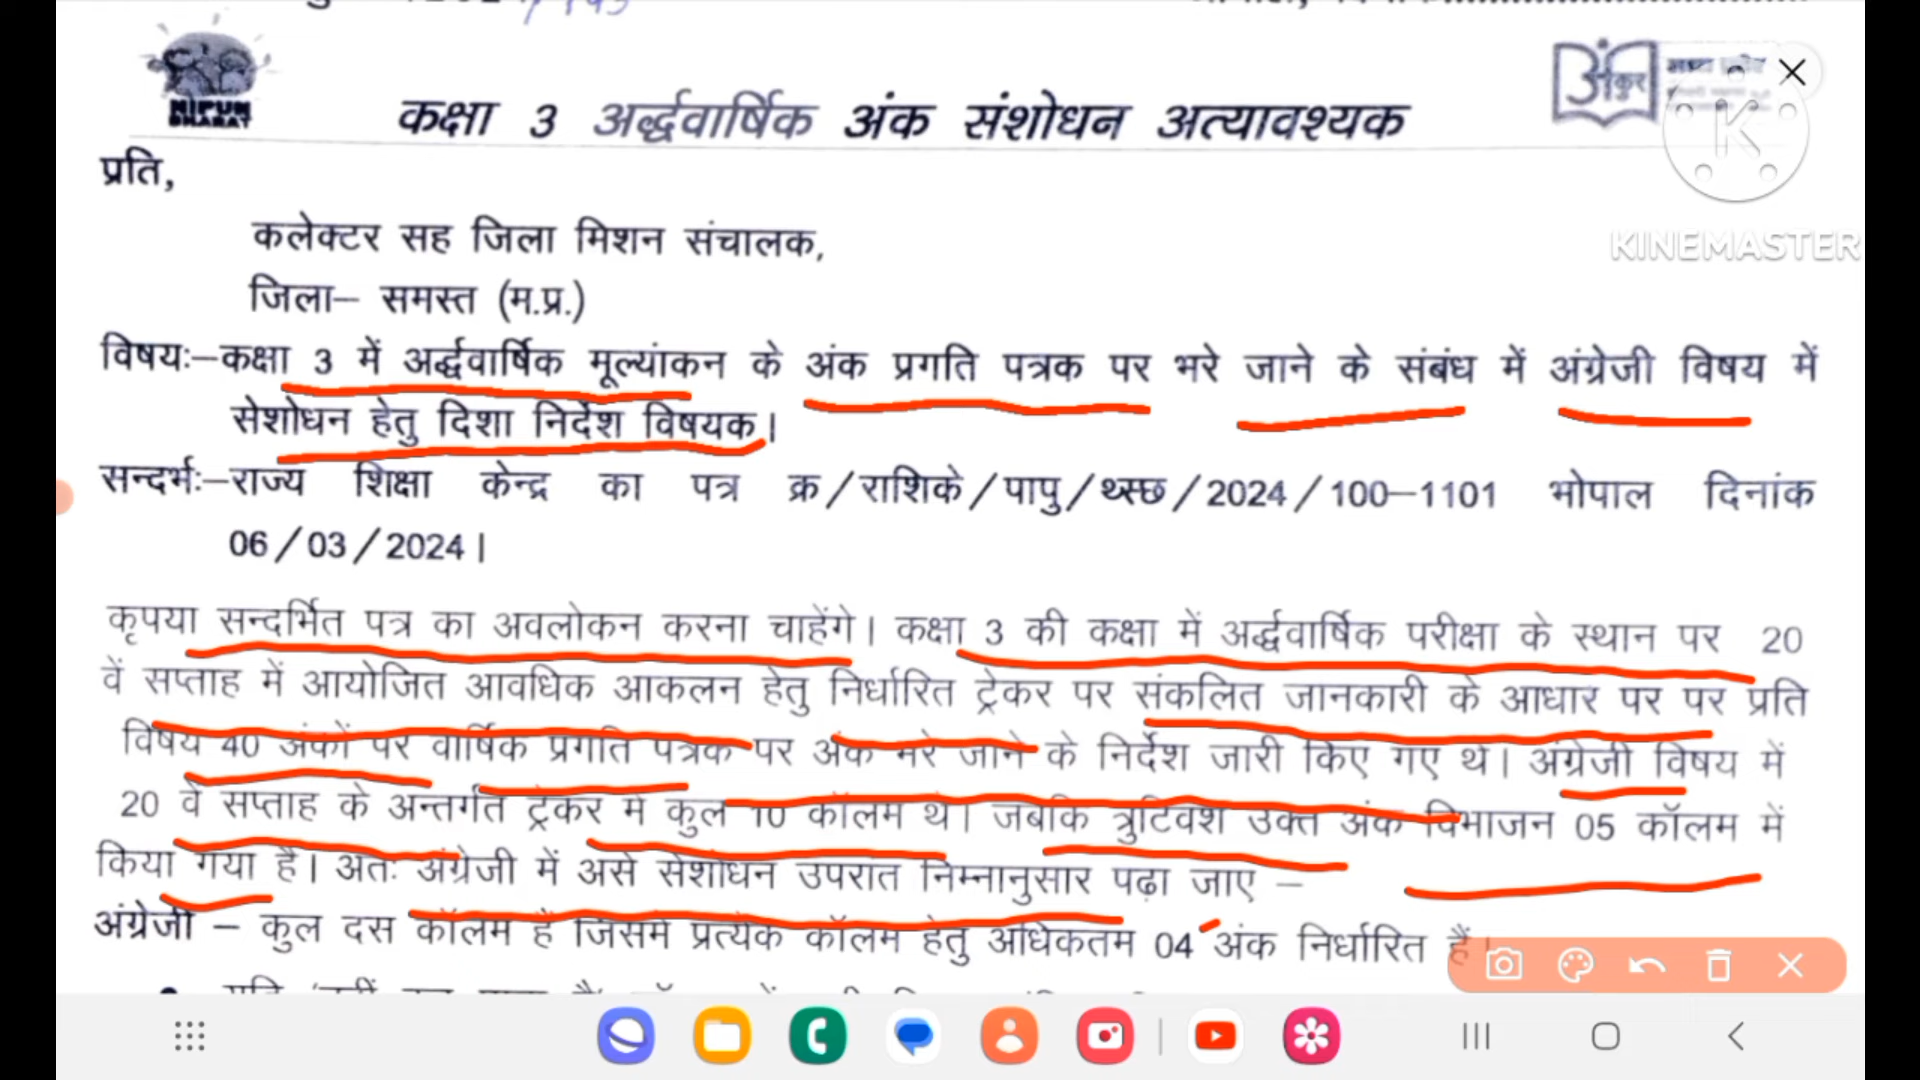 NIPUN
BHARAT
अंकुर
कक्षा 3 अर्द्धवार्षिक अंक संशोधन अत्यावश्यक
KINEMASTER
प्रति,
कलेक्टर सह जिला मिशन संचालक,
जिला– समस्त (म.प्र.)
विषयः–कक्षा 3 में अर्द्धवार्षिक मूल्यांकन के अंक प्रगति पत्रक पर भरे जाने के संबंध में अंग्रेजी विषय में
सेशोधन हेतु दिशा निर्देश विषयक।
सन्दर्भः–राज्य शिक्षा केन्द्र का पत्र क्र/राशिके/पापु/थ्स्छ/2024/100–1101 भोपाल दिनांक
06/03/2024।
कृपया सन्दर्भित पत्र का अवलोकन करना चाहेंगे। कक्षा 3 की कक्षा में अर्द्धवार्षिक परीक्षा के स्थान पर 20
वें सप्ताह में आयोजित आवधिक आकलन हेतु निर्धारित ट्रेकर पर संकलित जानकारी के आधार पर पर प्रति
विषय 40 अंकों पर वार्षिक प्रगति पत्रक पर अंक भरे जाने के निर्देश जारी किए गए थे। अंग्रेजी विषय में
20 वें सप्ताह के अन्तर्गत ट्रेकर में कुल 10 कॉलम थे। जबकि त्रुटिवश उक्त अंक विभाजन 05 कॉलम में
किया गया है। अतः अंग्रेजी में असे सेशोधन उपरांत निम्नानुसार पढ़ा जाए –
अंग्रेजी – कुल दस कॉलम है जिसमें प्रत्येक कॉलम हेतु अधिकतम 04 अंक निर्धारित हैं।